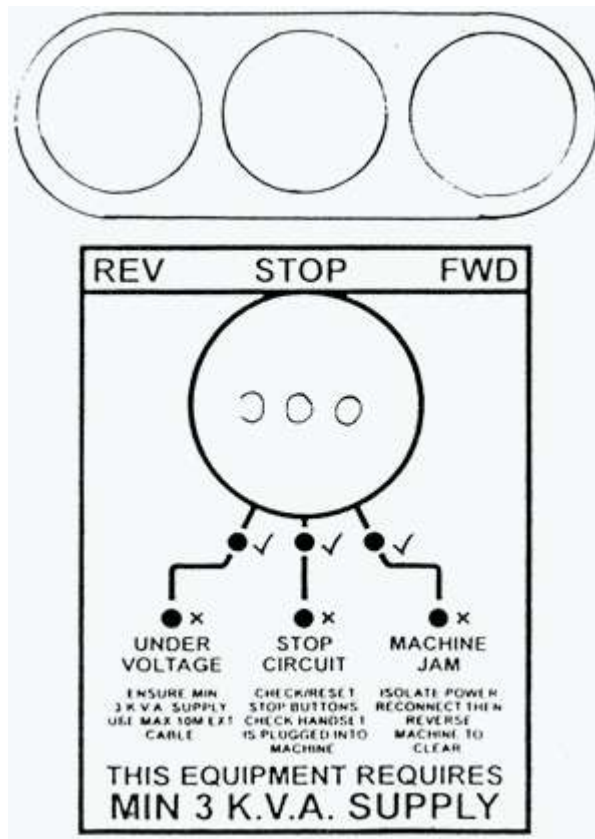 REV STOP FWD
UNDER VOLTAGE
ENSURE MIN
3 K.V.A. SUPPLY
USE MAX 10M EXT
CABLE
STOP CIRCUIT
CHECK/RESET
STOP BUTTONS
CHECK HANDSET
IS PLUGGED INTO
MACHINE
MACHINE JAM
ISOLATE POWER
RECONNECT THEN
REVERSE
MACHINE TO
CLEAR
THIS EQUIPMENT REQUIRES
MIN 3 K.V.A. SUPPLY